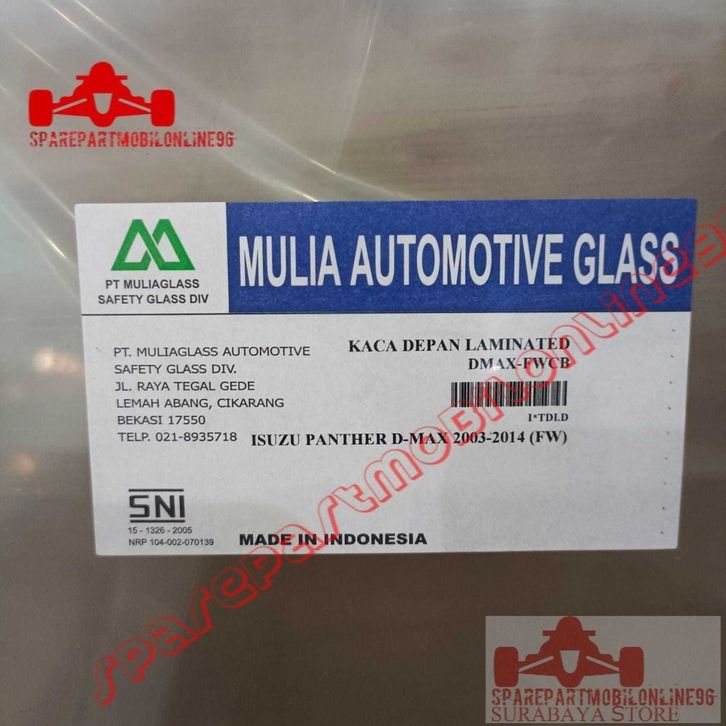 SPAREPARTMOBILONLINE96
PT MULIAGLASS
SAFETY GLASS DIV
MULIA AUTOMOTIVE GLASS
PT. MULIAGLASS AUTOMOTIVE
SAFETY GLASS DIV.
JL. RAYA TEGAL GEDE
LEMAH ABANG, CIKARANG
BEKASI 17550
TELP. 021-8935718
KACA DEPAN LAMINATED
DMAX-FWCB
I*TDI.D
ISUZU PANTHER D-MAX 2003-2014 (FW)
SNI
15 - 1326 - 2005
NRP 104-002-070139
MADE IN INDONESIA
sparepartmobilonline93
SPAREPARTMOBILONLINE96
SURABAYA STORE